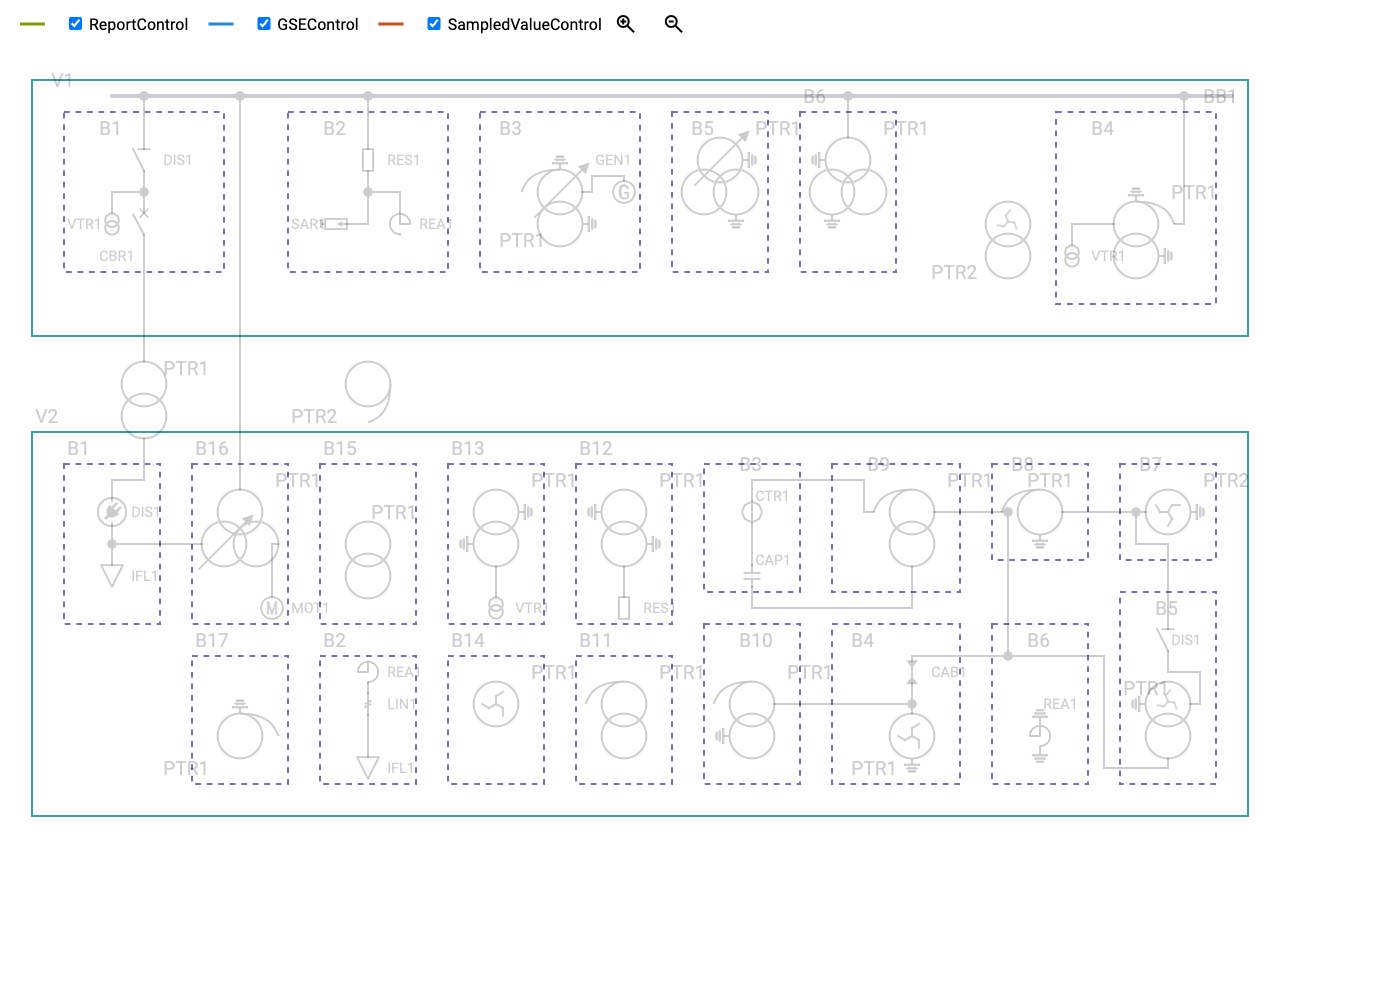 ReportControl GSEControl SampledValueControl
V1
B6 BB1
B1 B2 B3 B5 PTR1 PTR1 B4
DIS1 RES1 GEN1
G PTR1
VTR1 SAR1 REA1
PTR1
CBR1 VTR1
PTR2
PTR1
V2 PTR2
B1 B16 B15 B13 B12
B3 B9 B8 B7
PTR1 PTR1 PTR1 PTR1 PTR1 PTR2
CTR1
DIS1 PTR1
CAP1
IFL1
M MOT1 VTR1 RES1 B5
B17 B2 B14 B11 B10 B4 B6 DIS1
REA1 PTR1 PTR1 PTR1 CAB1
PTR1
LIN1 REA1
PTR1 IFL1 PTR1